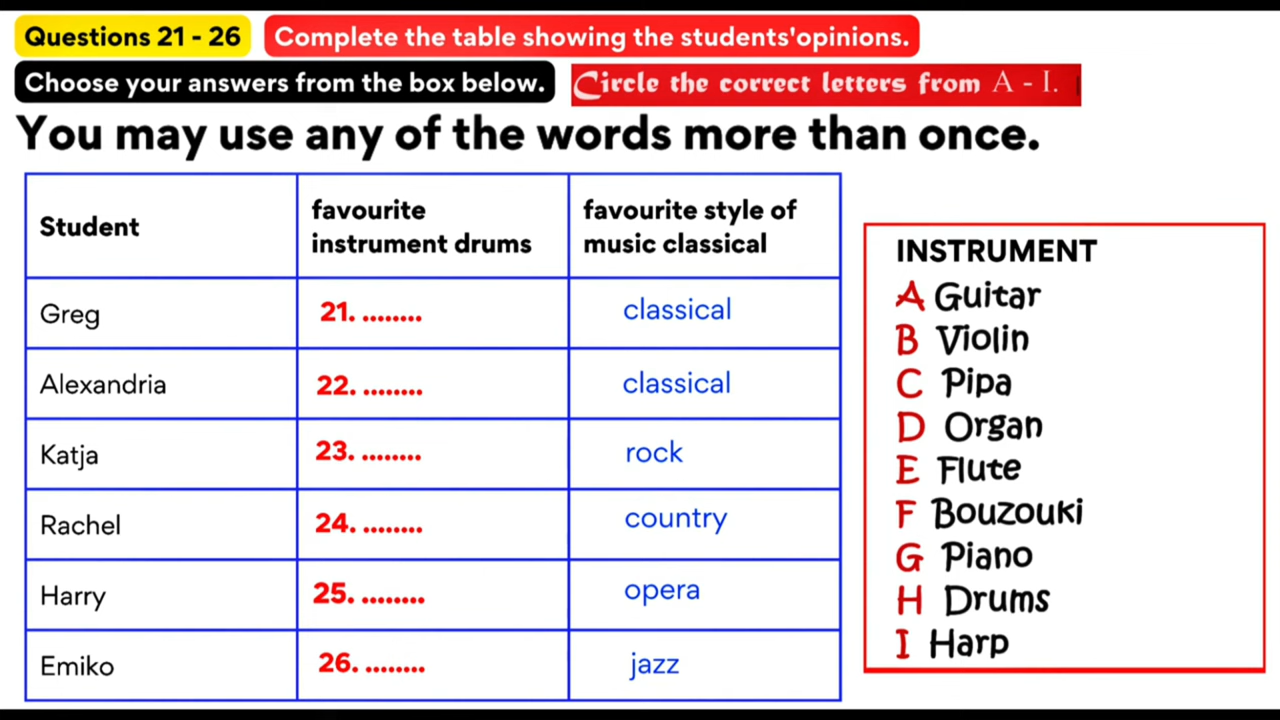 Questions 21 - 26
Complete the table showing the students'opinions.
Choose your answers from the box below.
Circle the correct letters from A - I.
You may use any of the words more than once.
Student
favourite
instrument drums
favourite style of
music classical
Greg
21. ........
classical
Alexandria
22. ........
classical
Katja
23. ........
rock
Rachel
24. ........
country
Harry
25. ........
opera
Emiko
26. ........
jazz
INSTRUMENT
A Guitar
B Violin
C Pipa
D Organ
E Flute
F Bouzouki
G Piano
H Drums
I Harp